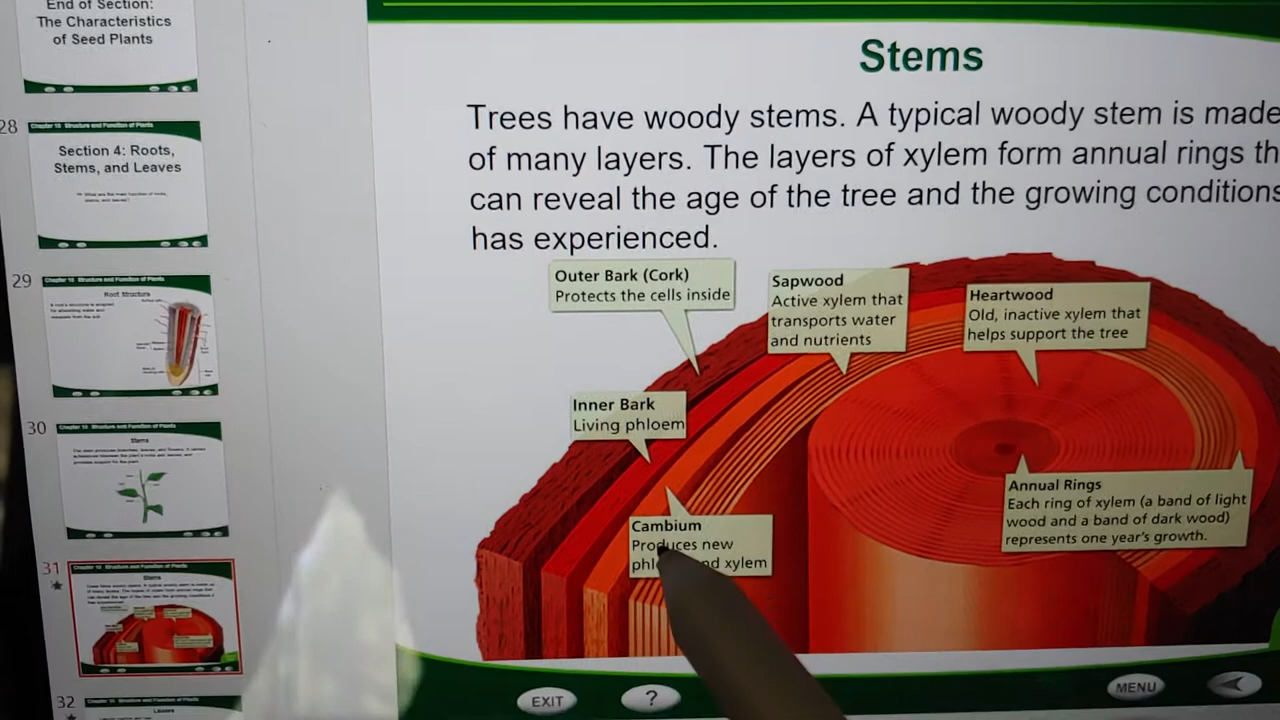 End of Section:
The Characteristics
of Seed Plants
28
Section 4: Roots,
Stems, and Leaves
29
Root Structure
30
Stems
31
Stems
32
Leaves
Stems
Trees have woody stems. A typical woody stem is made
of many layers. The layers of xylem form annual rings th
can reveal the age of the tree and the growing conditions
has experienced.
Outer Bark (Cork)
Protects the cells inside
Sapwood
Active xylem that
transports water
and nutrients
Heartwood
Old, inactive xylem that
helps support the tree
Inner Bark
Living phloem
Cambium
Produces new
xylem
Annual Rings
Each ring of xylem (a band of light
wood and a band of dark wood)
represents one year's growth.
EXIT
?
MENU